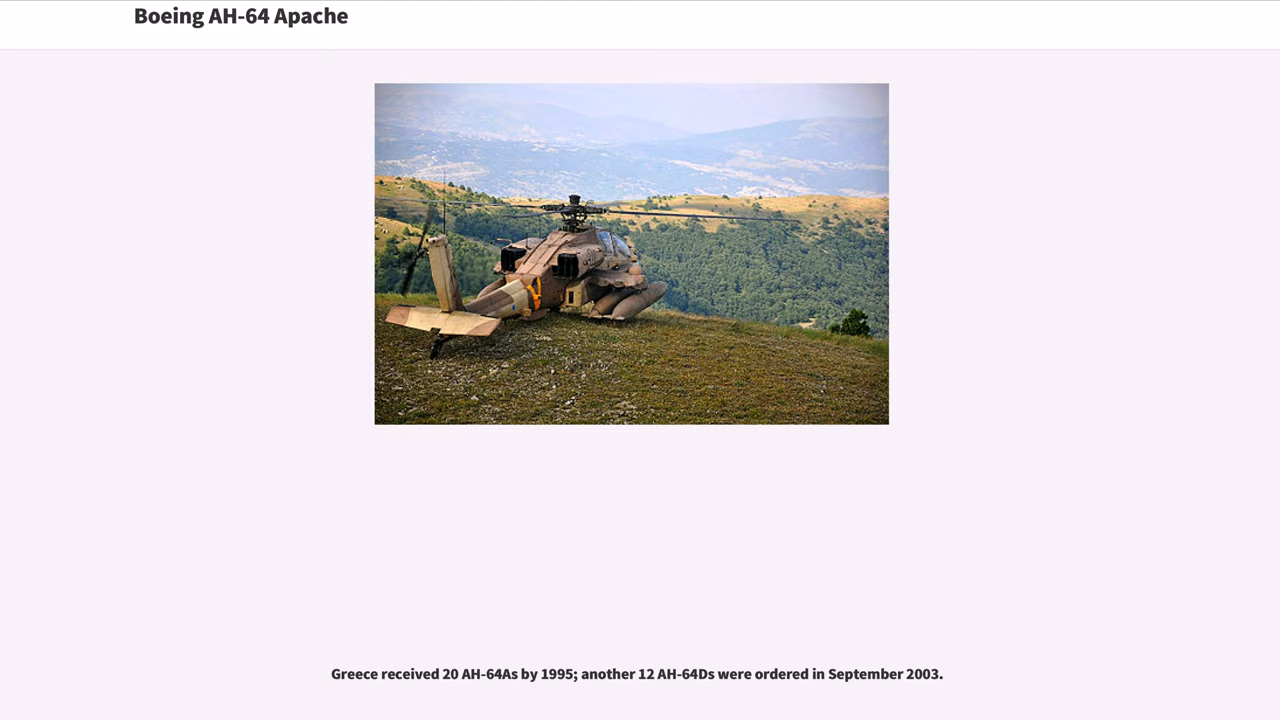 Boeing AH-64 Apache
Greece received 20 AH-64As by 1995; another 12 AH-64Ds were ordered in September 2003.